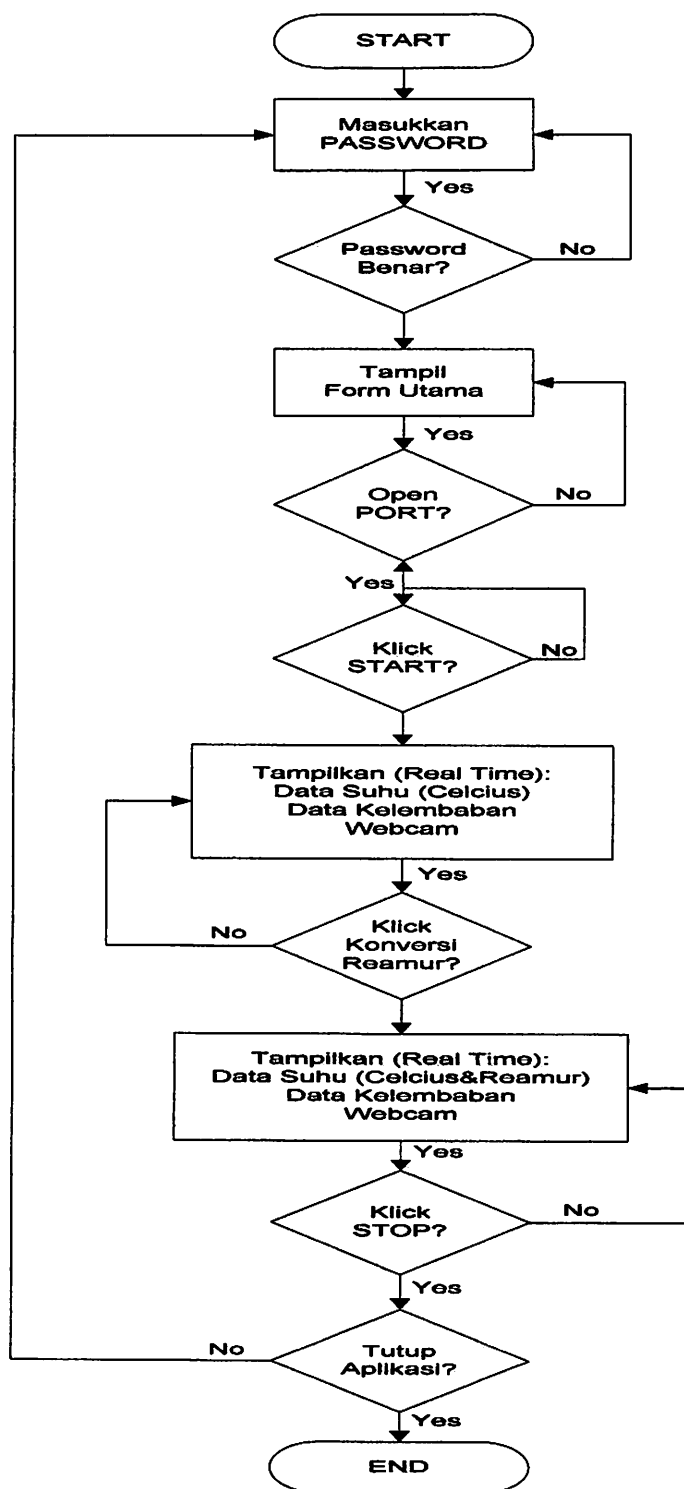 START
Masukkan
PASSWORD
Yes
Password
Benar?
No
Tampil
Form Utama
Yes
Open
PORT?
No
Yes
Klick
START?
No
Tampilkan (Real Time):
Data Suhu (Celcius)
Data Kelembaban
Webcam
Yes
No
Klick
Konversi
Reamur?
Tampilkan (Real Time):
Data Suhu (Celcius&Reamur)
Data Kelembaban
Webcam
Yes
Klick
STOP?
No
Yes
No
Tutup
Aplikasi?
Yes
END